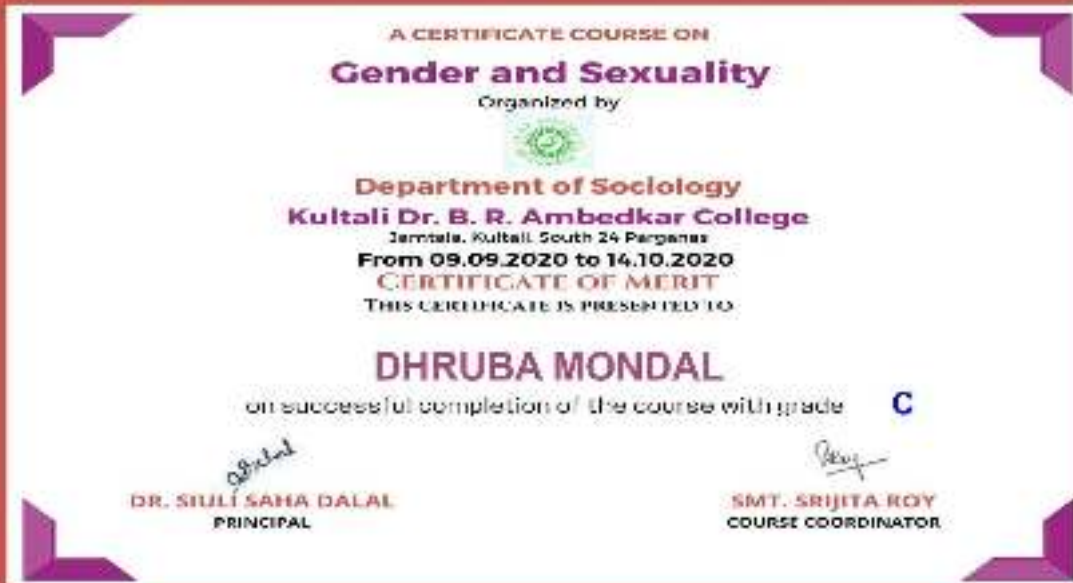 A CERTIFICATE COURSE ON
Gender and Sexuality
Organized by
Department of Sociology
Kultali Dr. B. R. Ambedkar College
Jamtala, Kultali, South 24 Parganas
From 09.09.2020 to 14.10.2020
CERTIFICATE OF MERIT
THIS CERTIFICATE IS PRESENTED TO
DHRUBA MONDAL
on successful completion of the course with grade C
DR. SIULI SAHA DALAL
PRINCIPAL
SMT. SRIJITA ROY
COURSE COORDINATOR